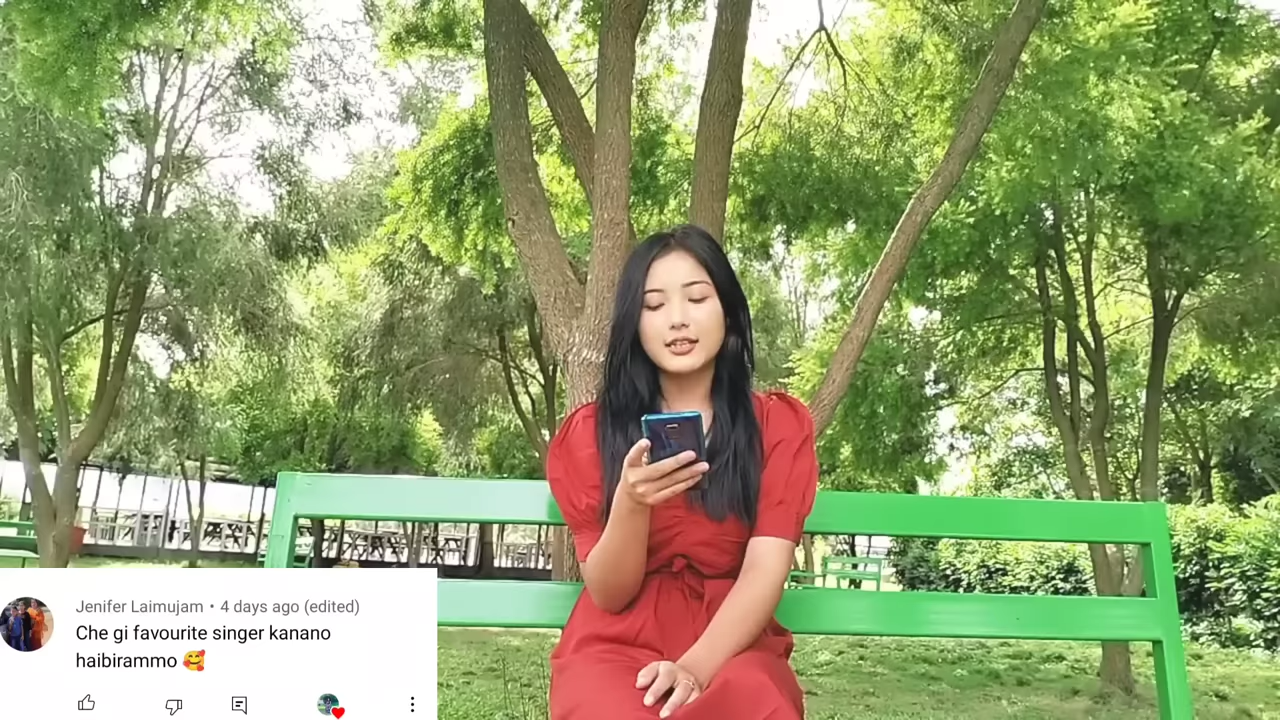 Jenifer Laimujam • 4 days ago (edited)
Che gi favourite singer kanano
haibirammo 🥰